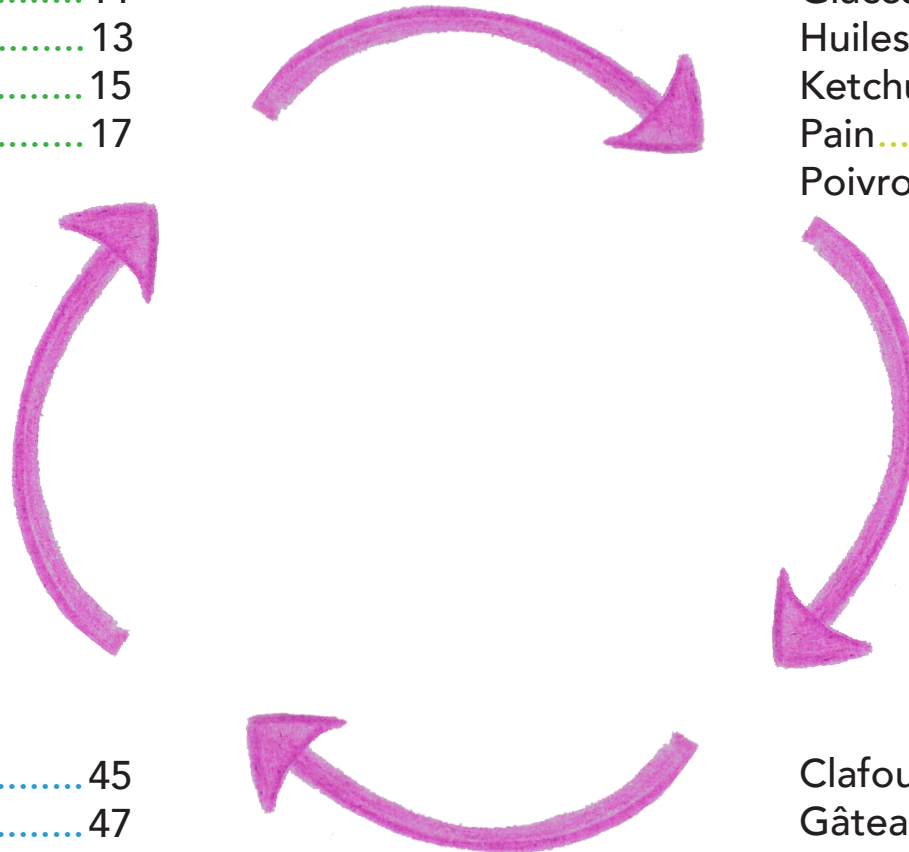 ........ 13
........ 15
........ 17
Huiles
Ketchu
Pain...
Poivro
........ 45
........ 47
Clafou
Gâtea